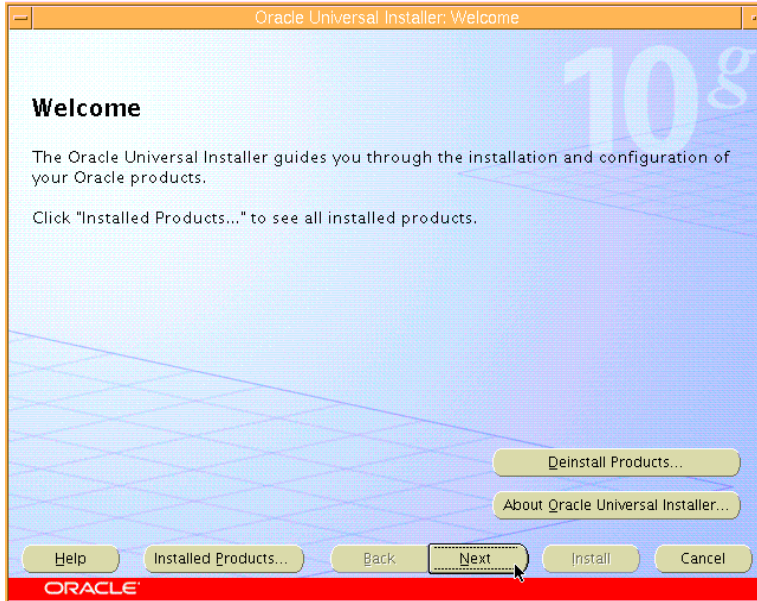 Oracle Universal Installer: Welcome
10g
Welcome
The Oracle Universal Installer guides you through the installation and configuration of
your Oracle products.
Click "Installed Products..." to see all installed products.
Deinstall Products...
About Oracle Universal Installer...
Help Installed Products... Back Next Install Cancel
ORACLE